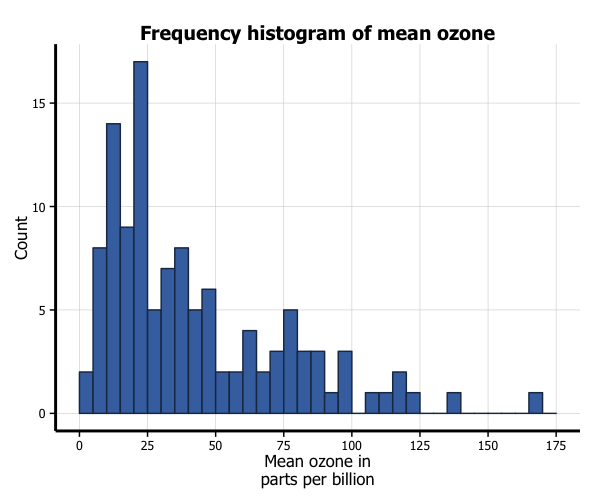 Frequency histogram of mean ozone
15
10
5
0
Count
0 25 50 75 100 125 150 175
Mean ozone in
parts per billion